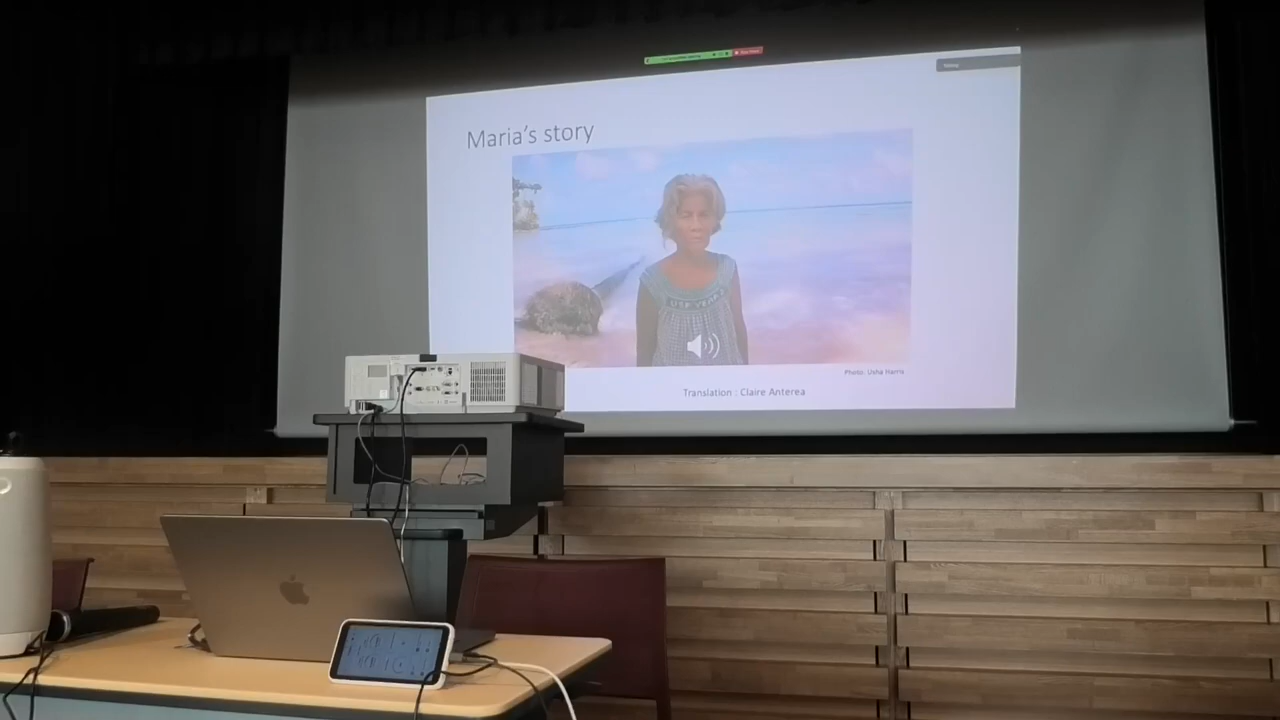 Maria's story
Photo: Usha Harris
Translation : Claire Anterea